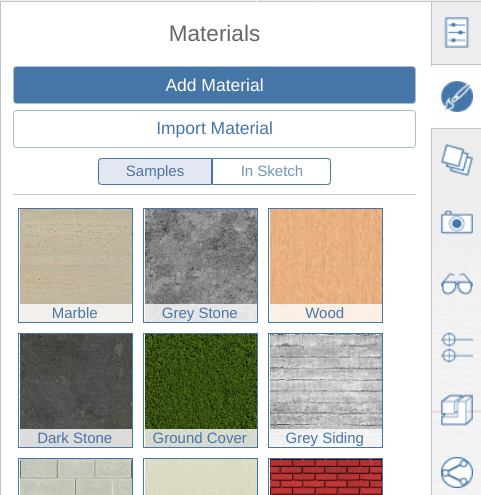 Materials
Add Material
Import Material
Samples In Sketch
Marble Grey Stone Wood
Dark Stone Ground Cover Grey Siding